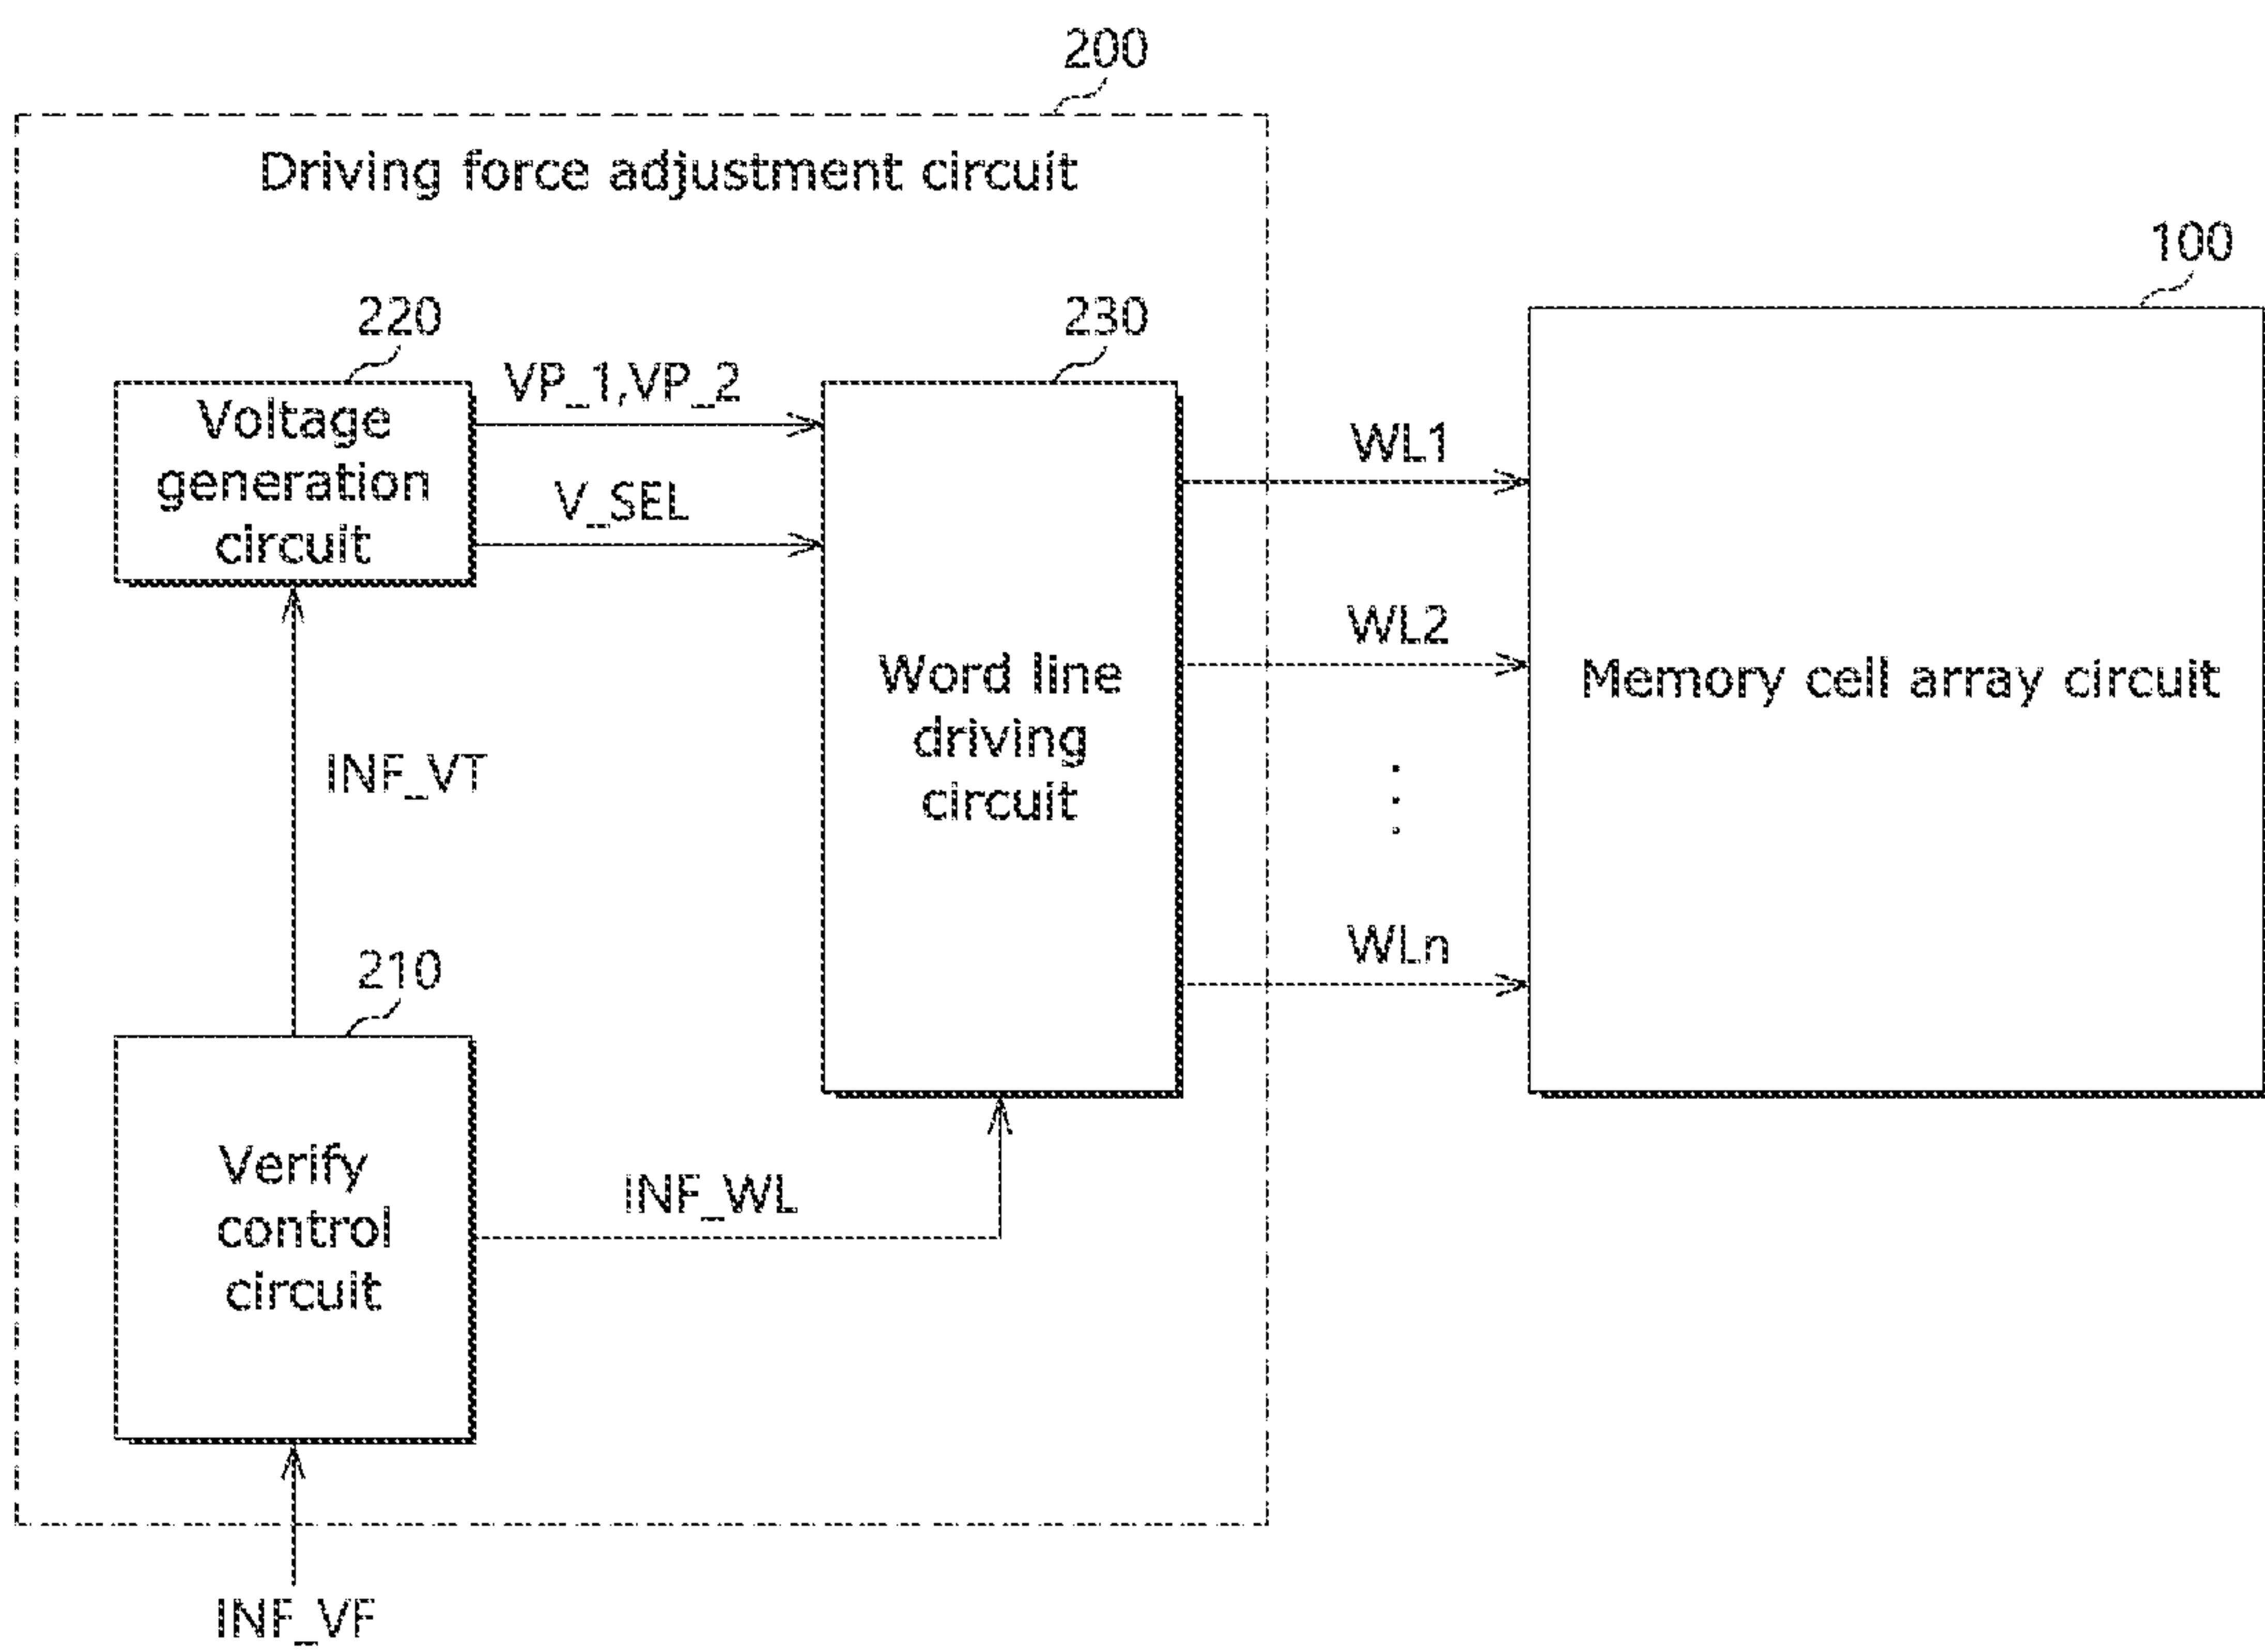 200
Driving force adjustment circuit
100
220
230
VP_1,VP_2
Voltage
generation
circuit
V_SEL
WL1
WL2
Word line
driving
circuit
Memory cell array circuit
INF_VT
WLn
210
Verify
control
circuit
INF_WL
INF_VF